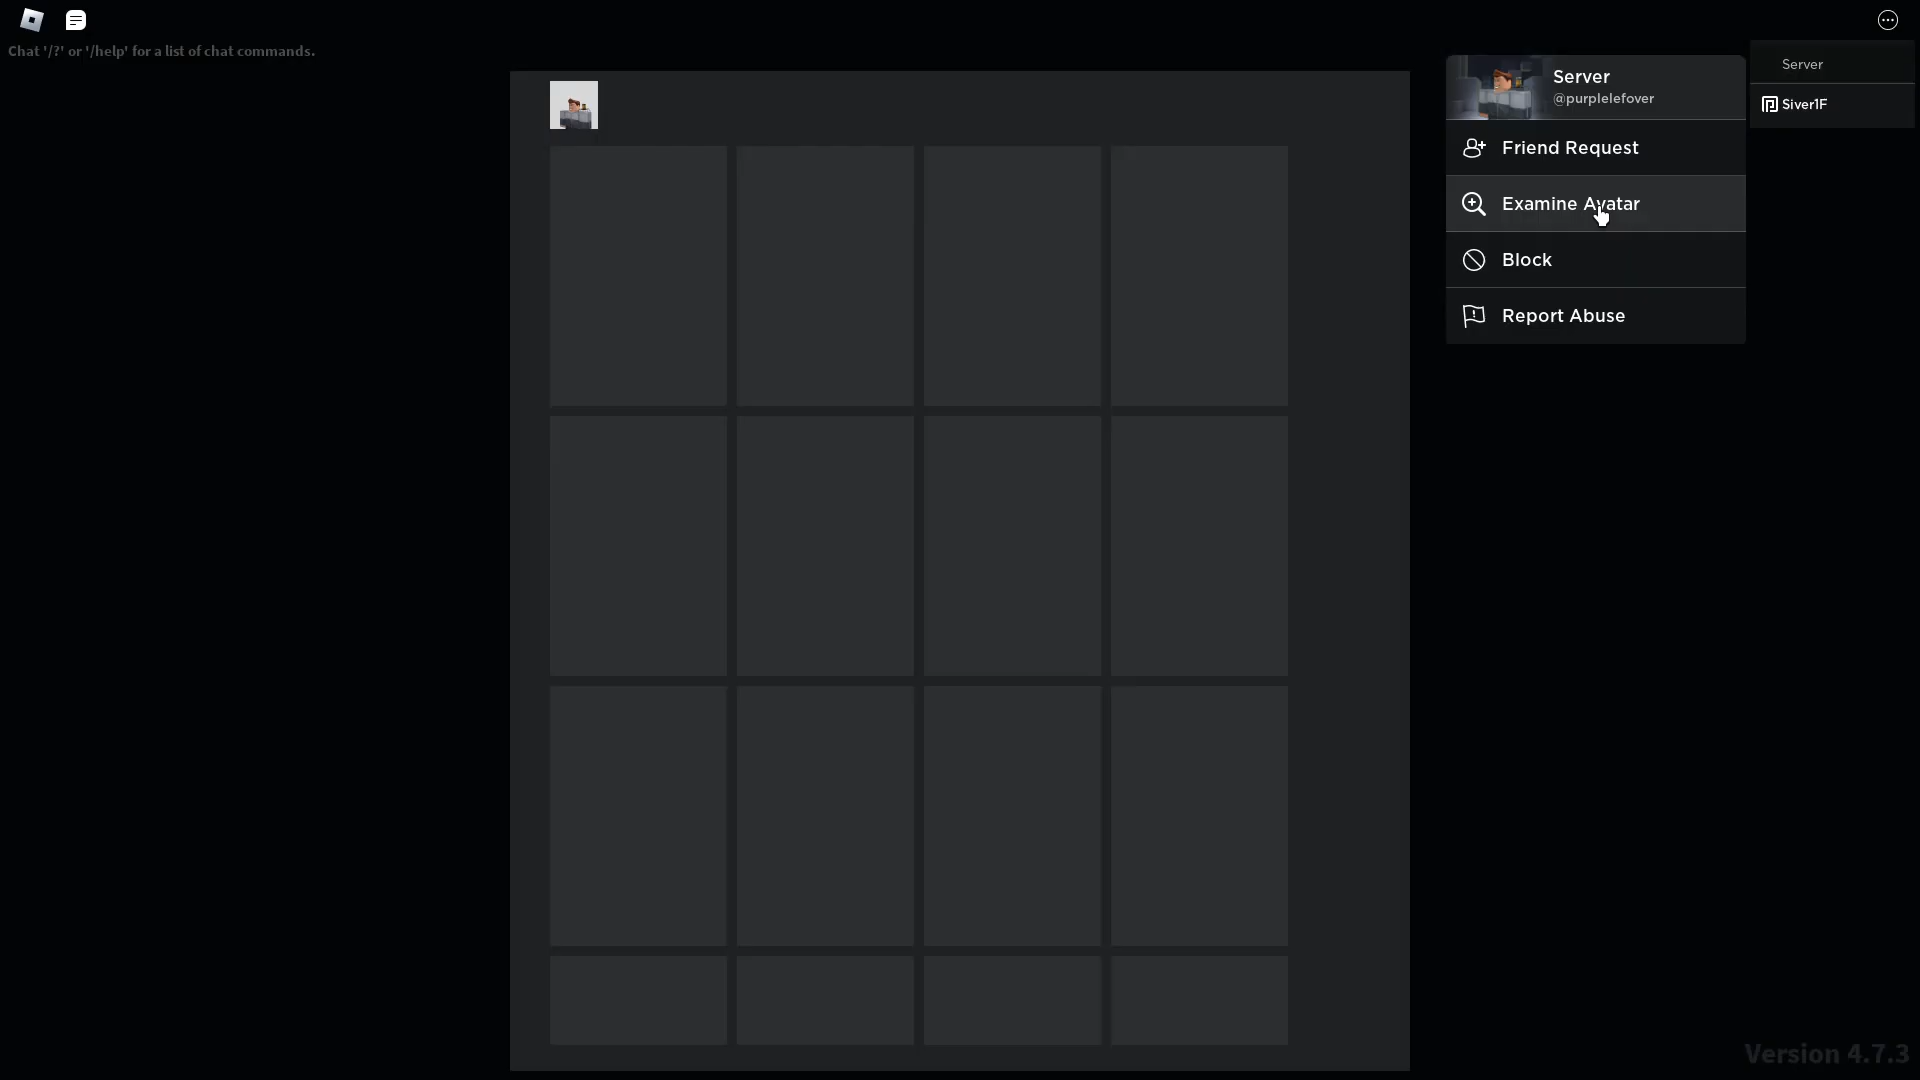 Chat '/?' or '/help' for a list of chat commands.
Server
@purplelefover
Friend Request
Examine Avatar
Block
Report Abuse
Server
Siver1F
Version 4.7.3